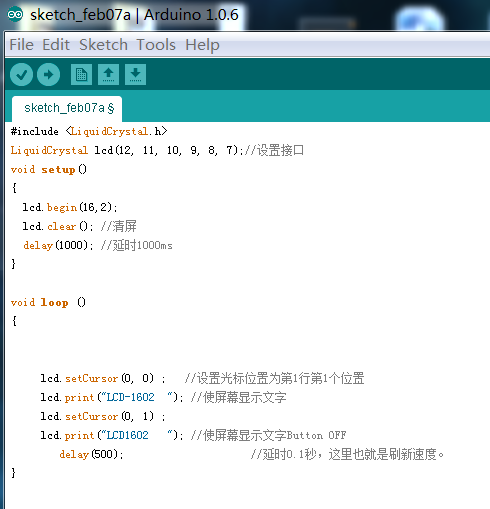 sketch_feb07a | Arduino 1.0.6
File Edit Sketch Tools Help
sketch_feb07a §
#include <LiquidCrystal.h>
LiquidCrystal lcd(12, 11, 10, 9, 8, 7);//设置接口
void setup()
{
lcd.begin(16,2);
lcd.clear(); //清屏
delay(1000); //延时1000ms
}
void loop ()
{
lcd.setCursor(0, 0) ; //设置光标位置为第1行第1个位置
lcd.print("LCD-1602 "); //使屏幕显示文字
lcd.setCursor(0, 1) ;
lcd.print("LCD1602 "); //使屏幕显示文字Button OFF
delay(500); //延时0.1秒，这里也就是刷新速度。
}